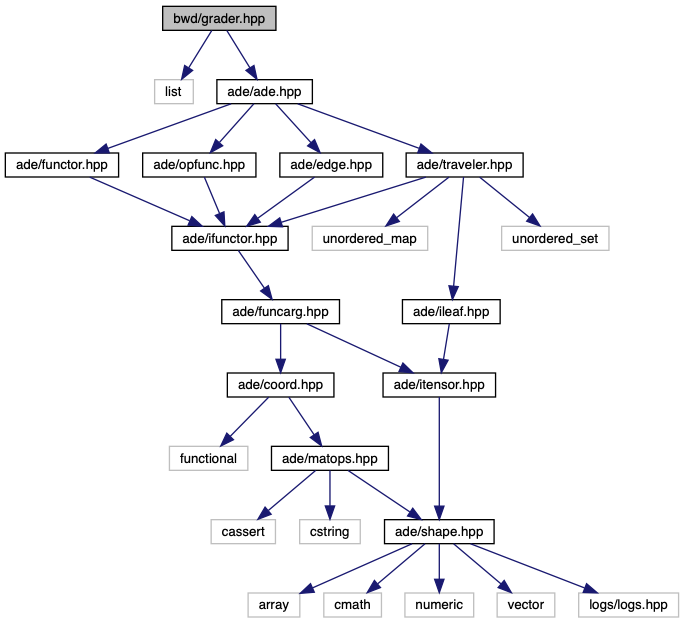 bwd/grader.hpp
list
ade/ade.hpp
ade/functor.hpp
ade/opfunc.hpp
ade/edge.hpp
ade/traveler.hpp
ade/ifunctor.hpp
unordered_map
unordered_set
ade/funcarg.hpp
ade/ileaf.hpp
ade/coord.hpp
ade/itensor.hpp
functional
ade/matops.hpp
cassert
cstring
ade/shape.hpp
array
cmath
numeric
vector
logs/logs.hpp